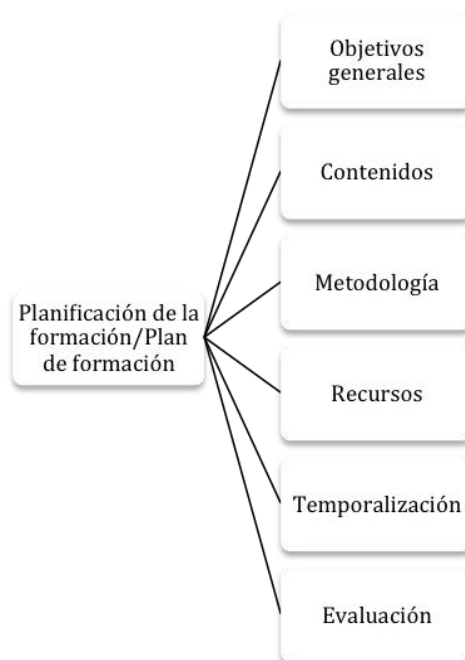 Objetivos
generales
Contenidos
Metodología
Planificación de la
formación/Plan
de formación
Recursos
Temporalización
Evaluación